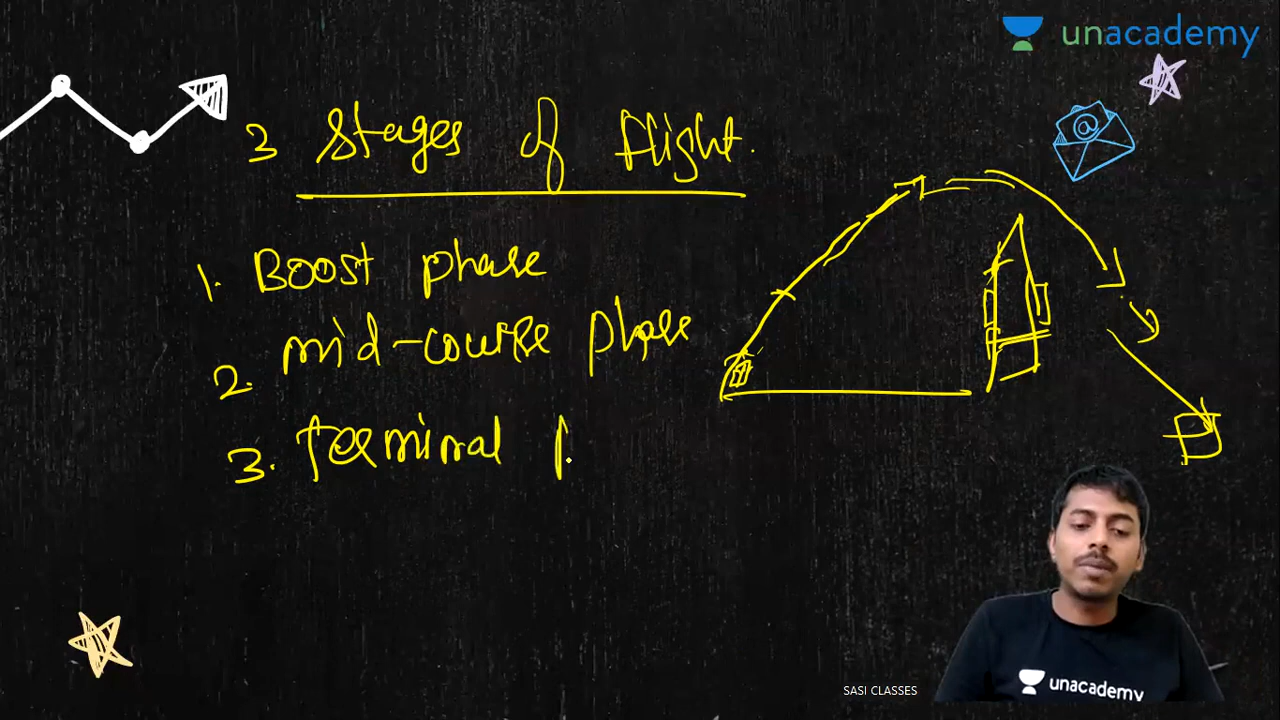 unacademy
3 Stages of flight.
1. Boost phase
2. mid-course phase
3. Terminal p
unacademy
SASI CLASSES